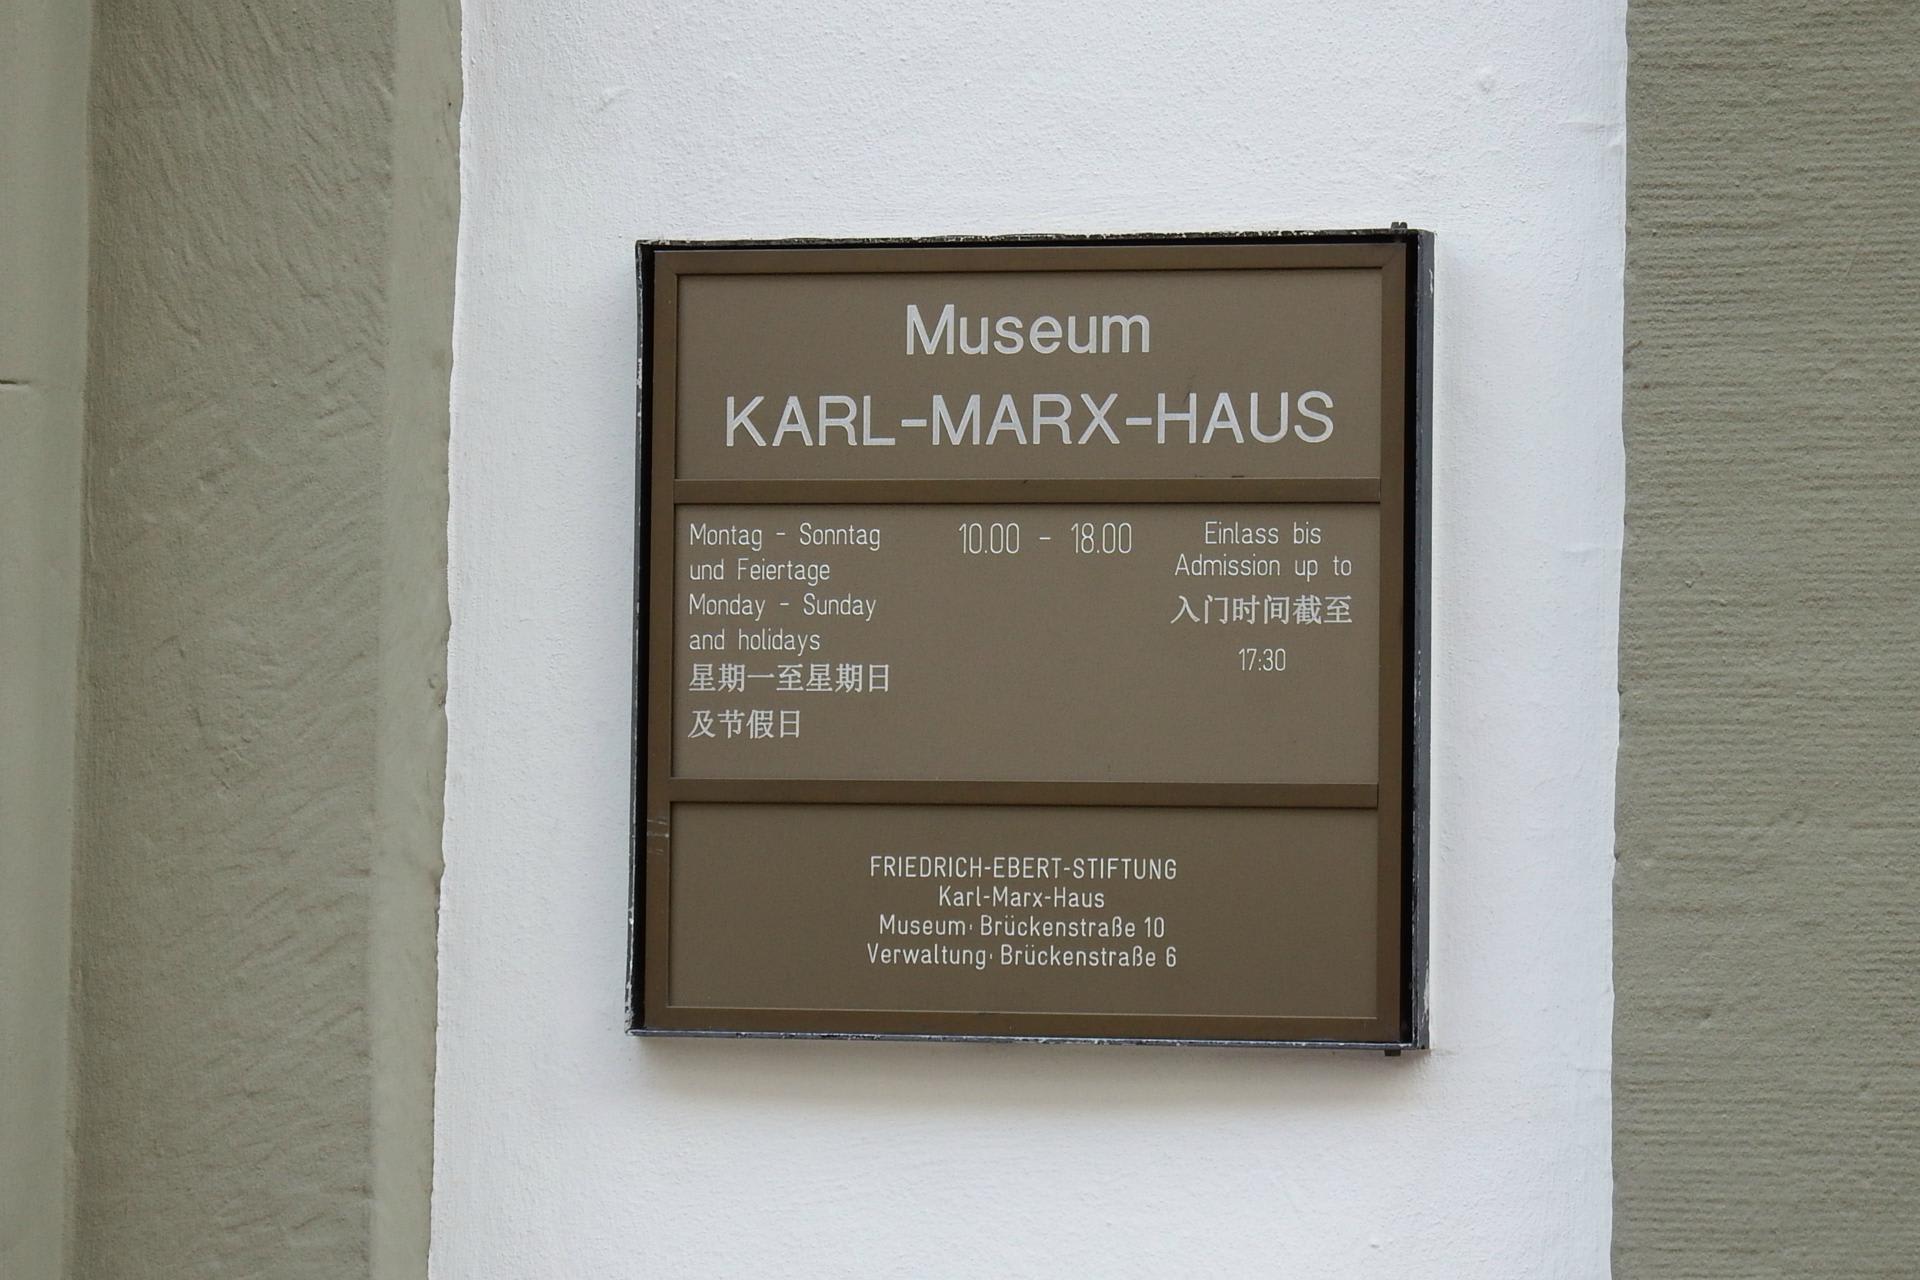 Museum
KARL-MARX-HAUS
Montag - Sonntag
und Feiertage
Monday - Sunday
and holidays
星期一至星期日
及节假日
10.00 - 18.00
Einlass bis
Admission up to
入门时间截至
17:30
FRIEDRICH-EBERT-STIFTUNG
Karl-Marx-Haus
Museum· Brückenstraße 10
Verwaltung· Brückenstraße 6